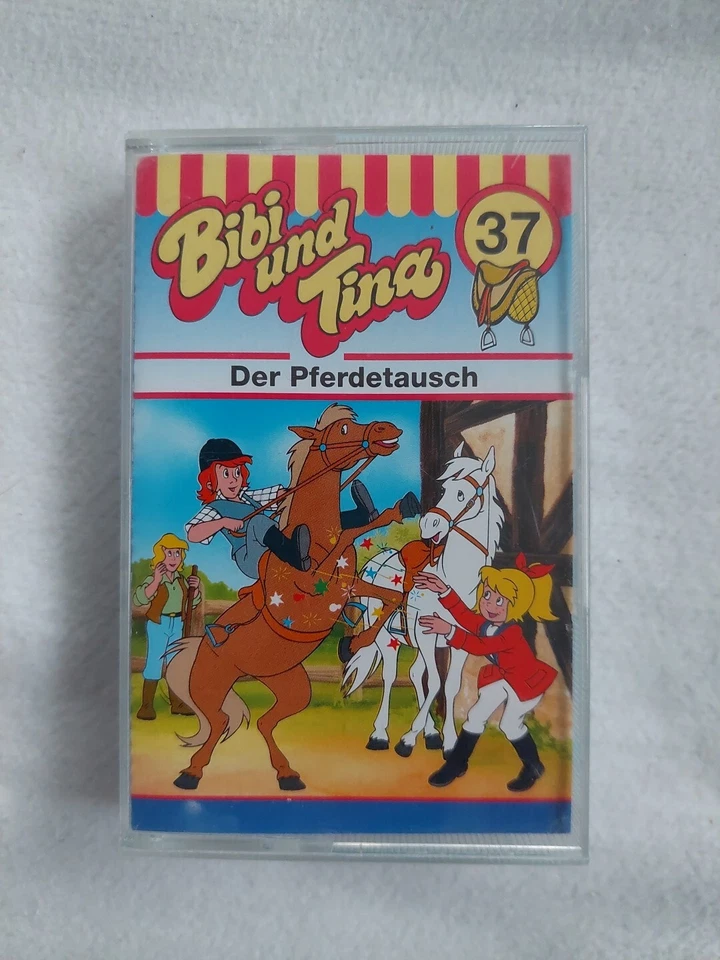 Bibi
und
Tina
37
Der Pferdetausch